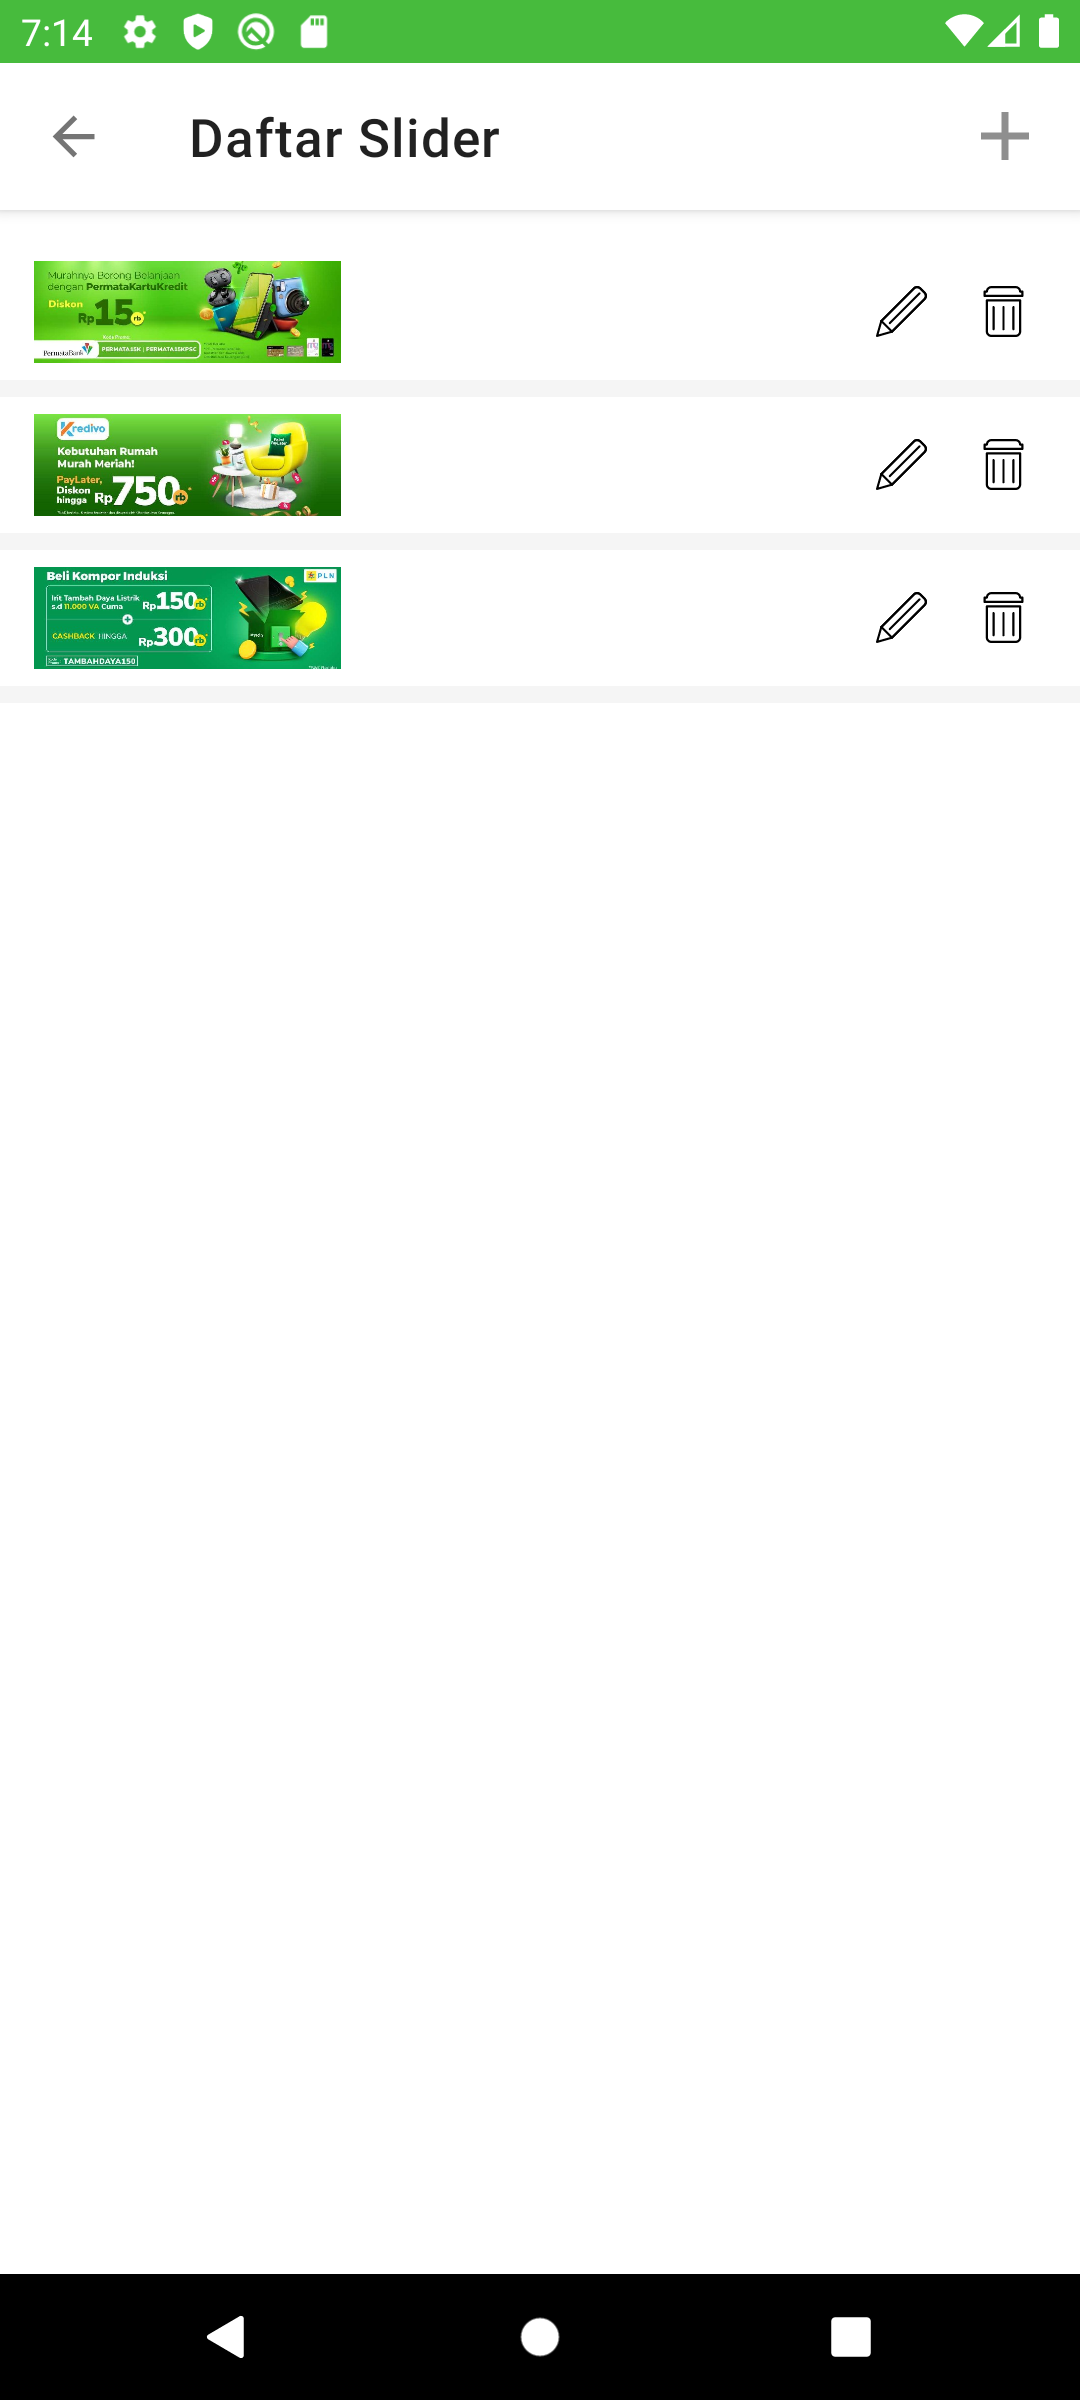 7:14
Daftar Slider
Murahnya Borong Belanjaan
dengan PermataKartuKredit
Diskon
Rp15rb*
Kode Promo:
PermataBank PERMATA15K | PERMATA15KPSC
Kredivo
Kebutuhan Rumah
Murah Meriah!
PayLater,
Diskon
hingga Rp750rb*
Beli Kompor Induksi
PLN
Irit Tambah Daya Listrik
s.d 11.000 VA Cuma Rp150rb*
CASHBACK HINGGA Rp300rb*
TAMBAHDAYA150